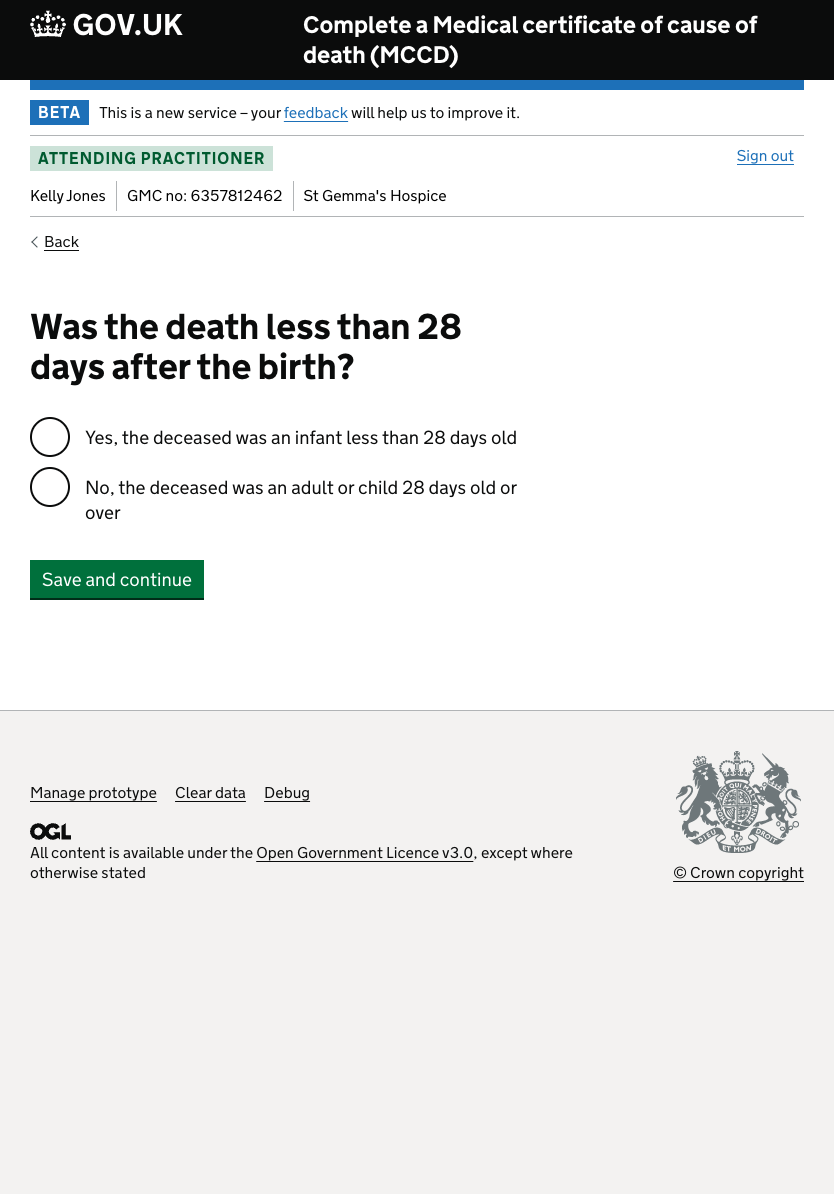 GOV.UK
Complete a Medical certificate of cause of
death (MCCD)
BETA This is a new service – your feedback will help us to improve it.
ATTENDING PRACTITIONER
Sign out
Kelly Jones GMC no: 6357812462 St Gemma's Hospice
Back
Was the death less than 28
days after the birth?
Yes, the deceased was an infant less than 28 days old
No, the deceased was an adult or child 28 days old or
over
Save and continue
Manage prototype Clear data Debug
OGL
All content is available under the Open Government Licence v3.0, except where
otherwise stated
DIEU ET MON DROIT
© Crown copyright